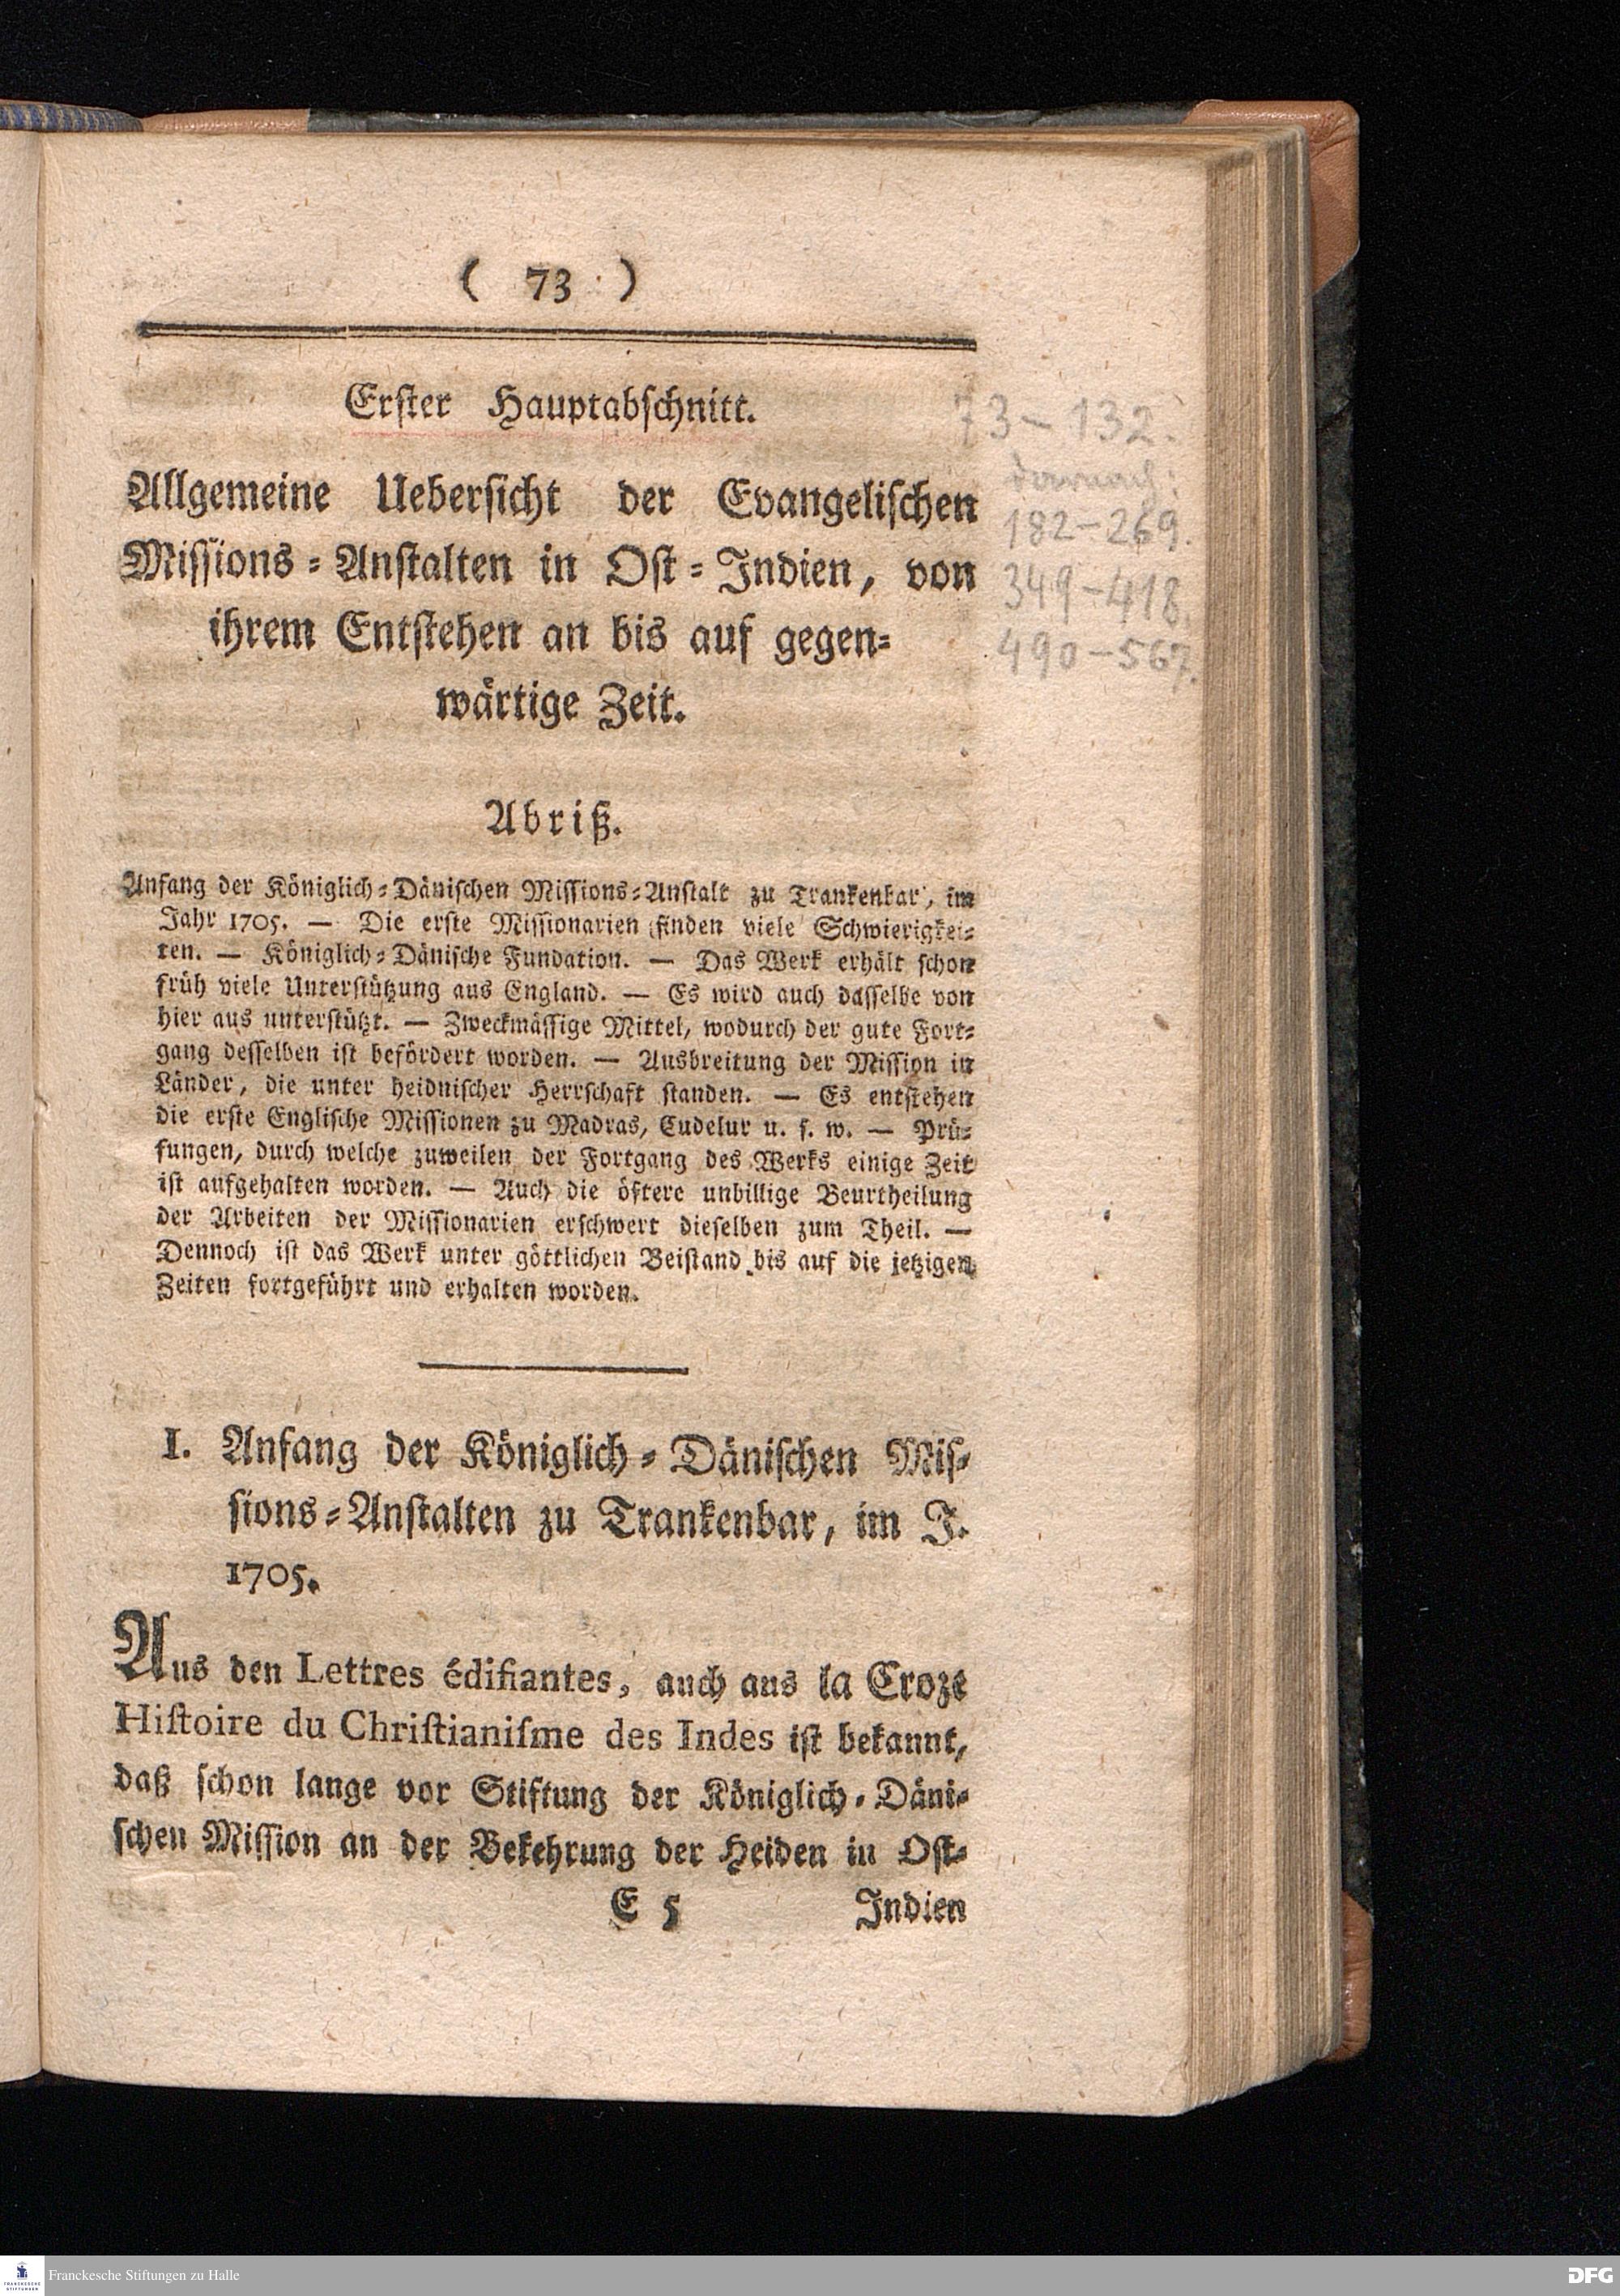 ( 73 )
Erster Hauptabschnitt.
Allgemeine Uebersicht der Evangelischen
Missions-Anstalten in Ost-Indien, von
ihrem Entstehen an bis auf gegen-
wärtige Zeit.
73-132.
182-269.
349-418.
490-567.
Abriß.
Anfang der Königlich-Dänischen Missions-Anstalt zu Trankenbar, im
Jahr 1705. — Die erste Missionarien finden viele Schwierigkei-
ten. — Königlich-Dänische Fundation. — Das Werk erhält schon
früh viele Unterstützung aus England. — Es wird auch dasselbe von
hier aus unterstützt. — Zweckmässige Mittel, wodurch der gute Fort-
gang desselben ist befördert worden. — Ausbreitung der Mission in
Länder, die unter heidnischer Herrschaft standen. — Es entstehen
die erste Englische Missionen zu Madras, Cudelur u. s. w. — Prü-
fungen, durch welche zuweilen der Fortgang des Werks einige Zeit
ist aufgehalten worden. — Auch die öftere unbillige Beurtheilung
der Arbeiten der Missionarien erschwert dieselben zum Theil. —
Dennoch ist das Werk unter göttlichen Beistand bis auf die jetzigen
Zeiten fortgeführt und erhalten worden.
I. Anfang der Königlich-Dänischen Mis-
sions-Anstalten zu Trankenbar, im J.
1705.
Aus den Lettres édifiantes, auch aus la Croze
Hiſtoire du Chriſtianiſme des Indes ist bekannt,
daß schon lange vor Stiftung der Königlich-Däni-
schen Mission an der Bekehrung der Heiden in Ost-
E 5 Indien
Franckesche Stiftungen zu Halle
FRANCKESCHE STIFTUNGEN
DFG